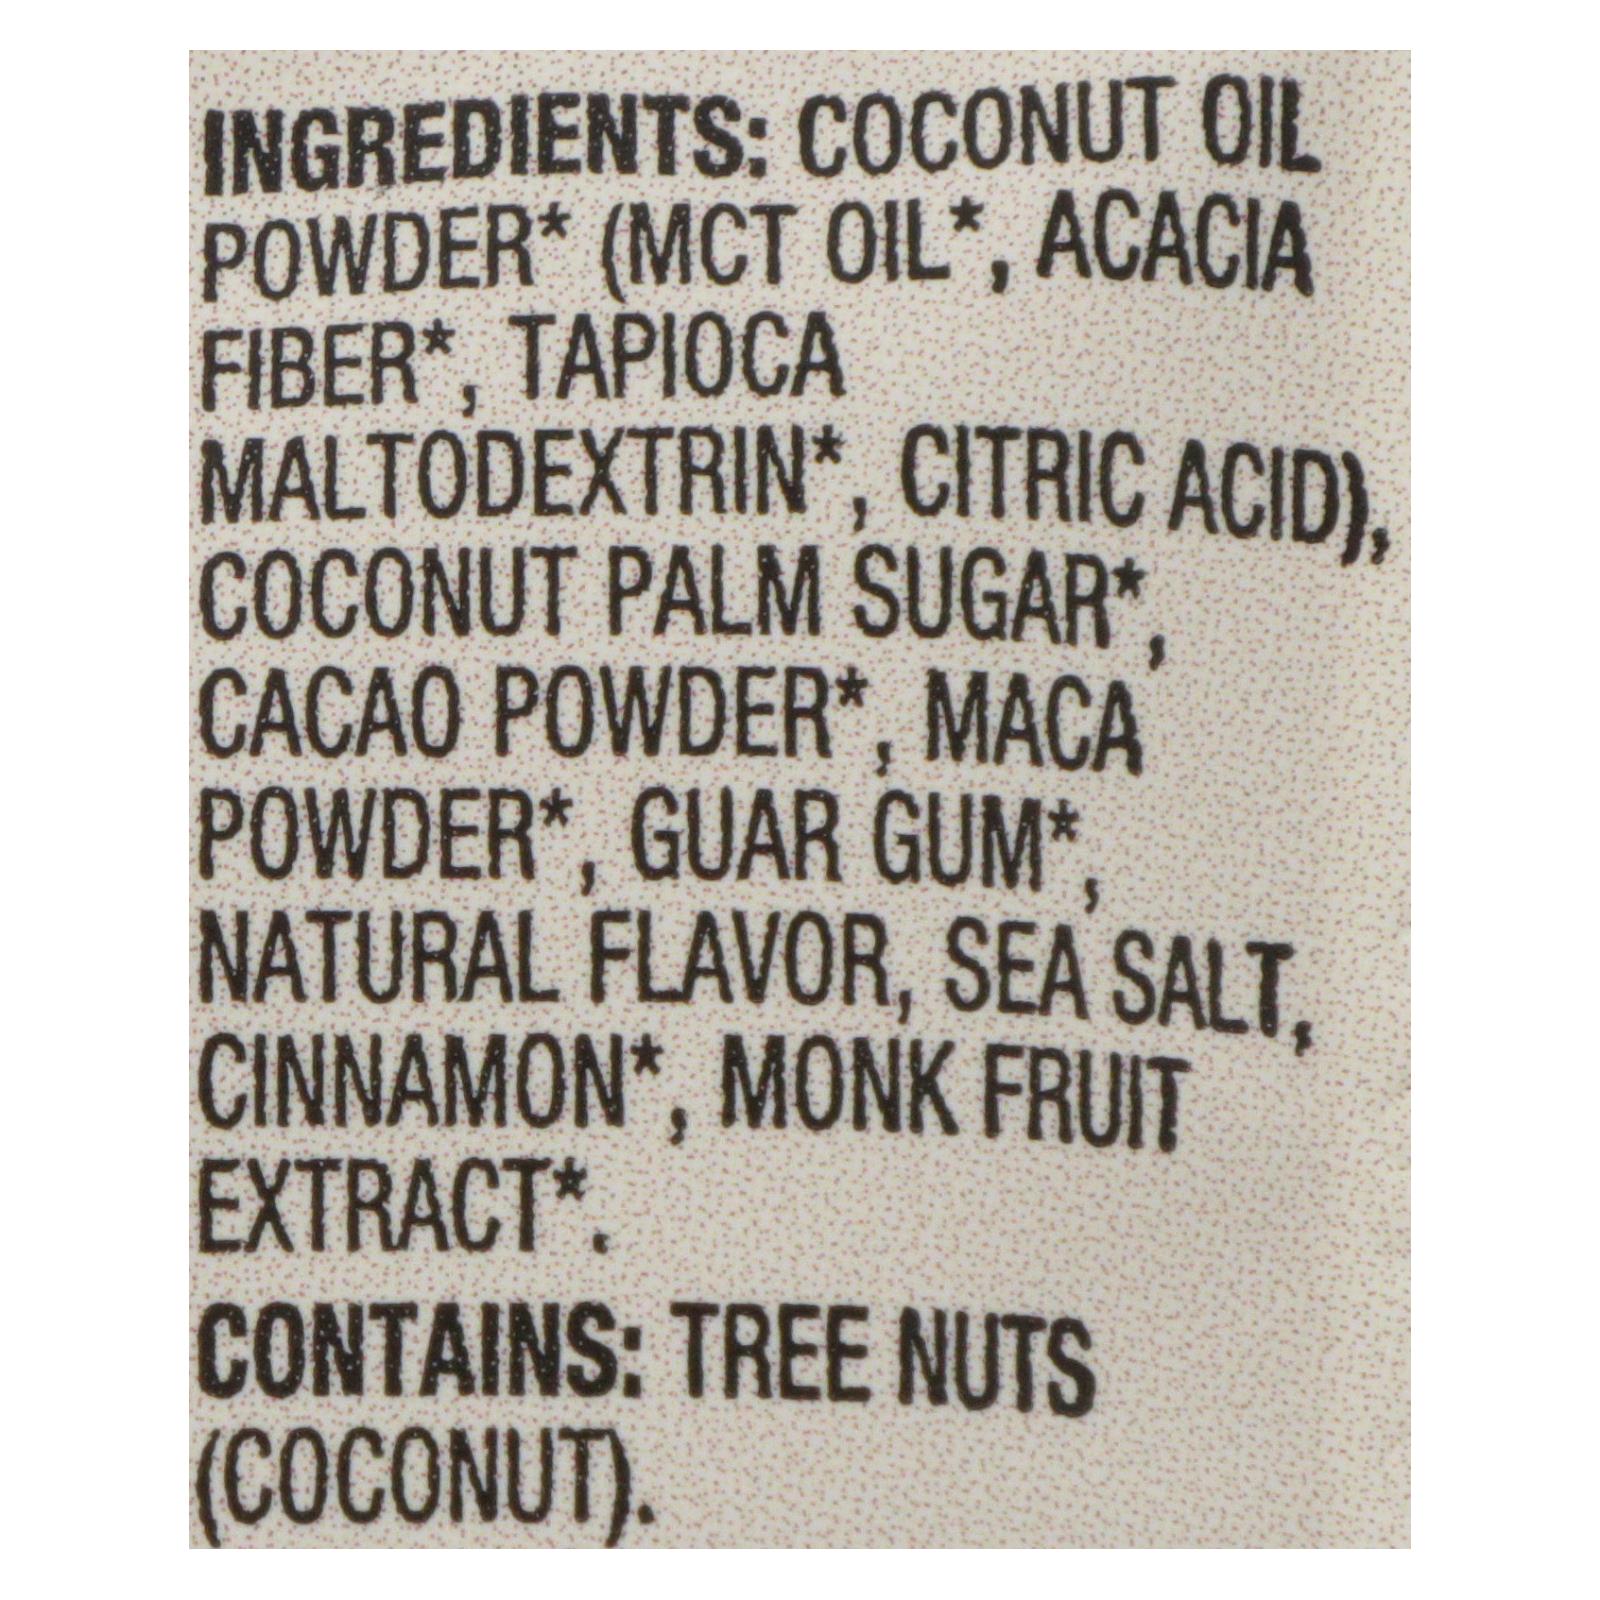 INGREDIENTS: COCONUT OIL
POWDER* (MCT OIL*, ACACIA
FIBER*, TAPIOCA
MALTODEXTRIN*, CITRIC ACID),
COCONUT PALM SUGAR*,
CACAO POWDER*, MACA
POWDER*, GUAR GUM*,
NATURAL FLAVOR, SEA SALT,
CINNAMON*, MONK FRUIT
EXTRACT*.
CONTAINS: TREE NUTS
(COCONUT).